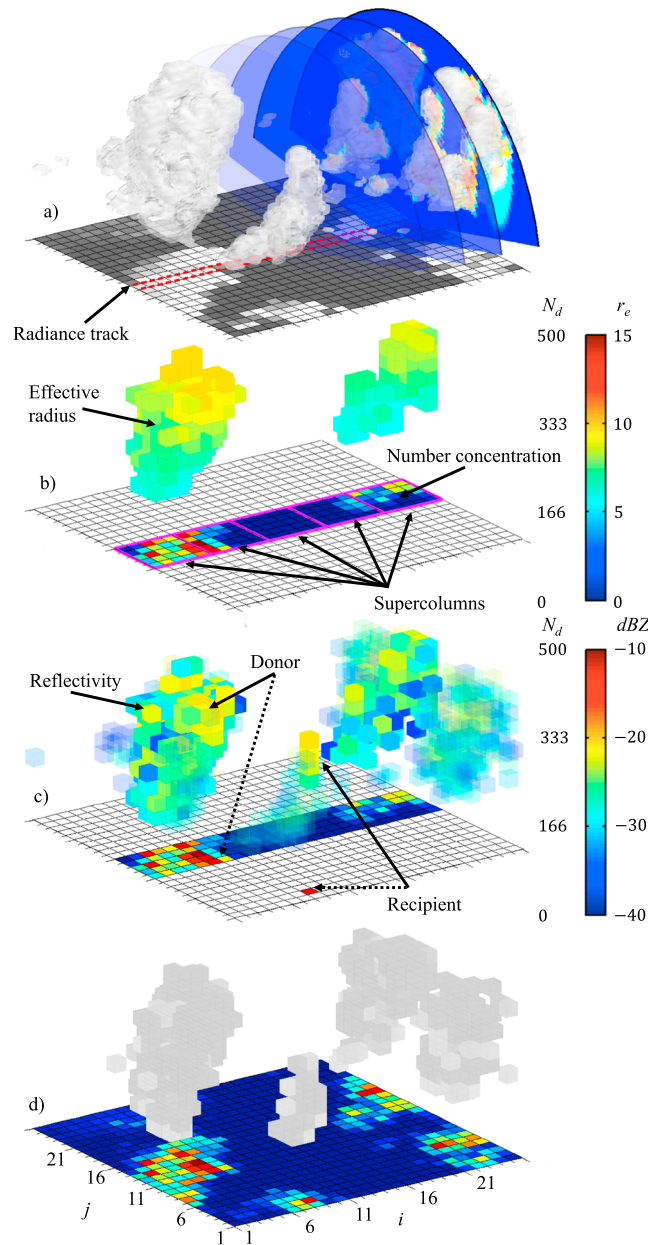 a)
Radiance track
N_d r_e
500 15
Effective
radius
333 10
Number concentration
b)
166 5
Supercolumns
0 0
N_d dBZ
500 −10
Donor
Reflectivity
333 −20
c)
166 −30
Recipient
0 −40
d)
21
16
11
6
1
j
1
6
11
16
21
i